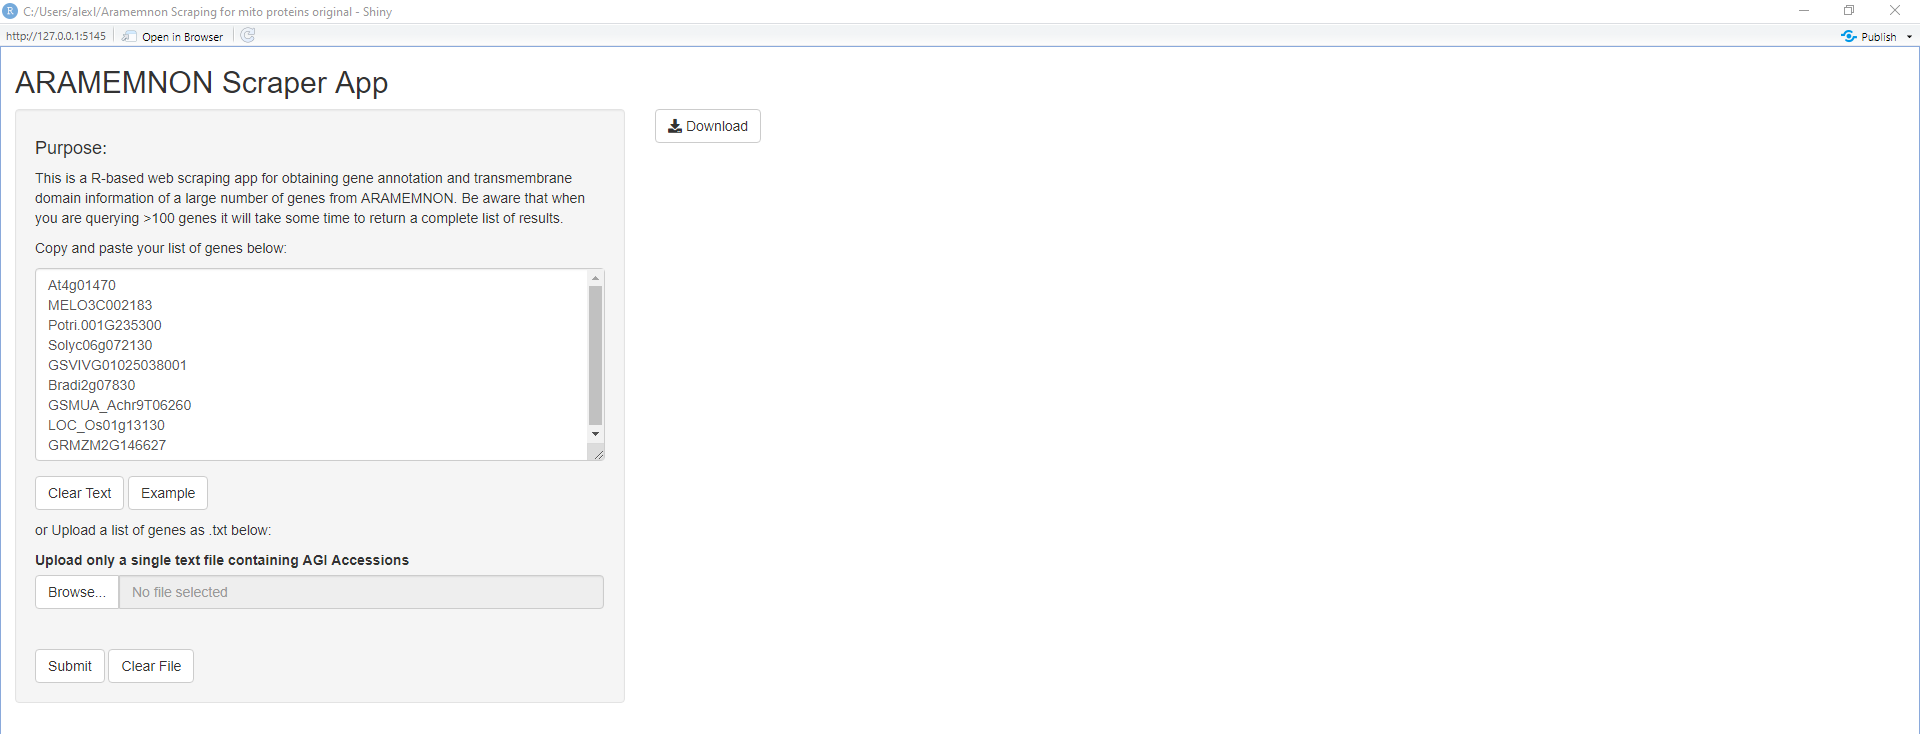 C:/Users/alexl/Aramemnon Scraping for mito proteins original - Shiny
http://127.0.0.1:5145
Open in Browser
Publish
ARAMEMNON Scraper App
Download
Purpose:
This is a R-based web scraping app for obtaining gene annotation and transmembrane
domain information of a large number of genes from ARAMEMNON. Be aware that when
you are querying >100 genes it will take some time to return a complete list of results.
Copy and paste your list of genes below:
At4g01470
MELO3C002183
Potri.001G235300
Solyc06g072130
GSVIVG01025038001
Bradi2g07830
GSMUA_Achr9T06260
LOC_Os01g13130
GRMZM2G146627
Clear Text
Example
or Upload a list of genes as .txt below:
Upload only a single text file containing AGI Accessions
Browse...
No file selected
Submit
Clear File